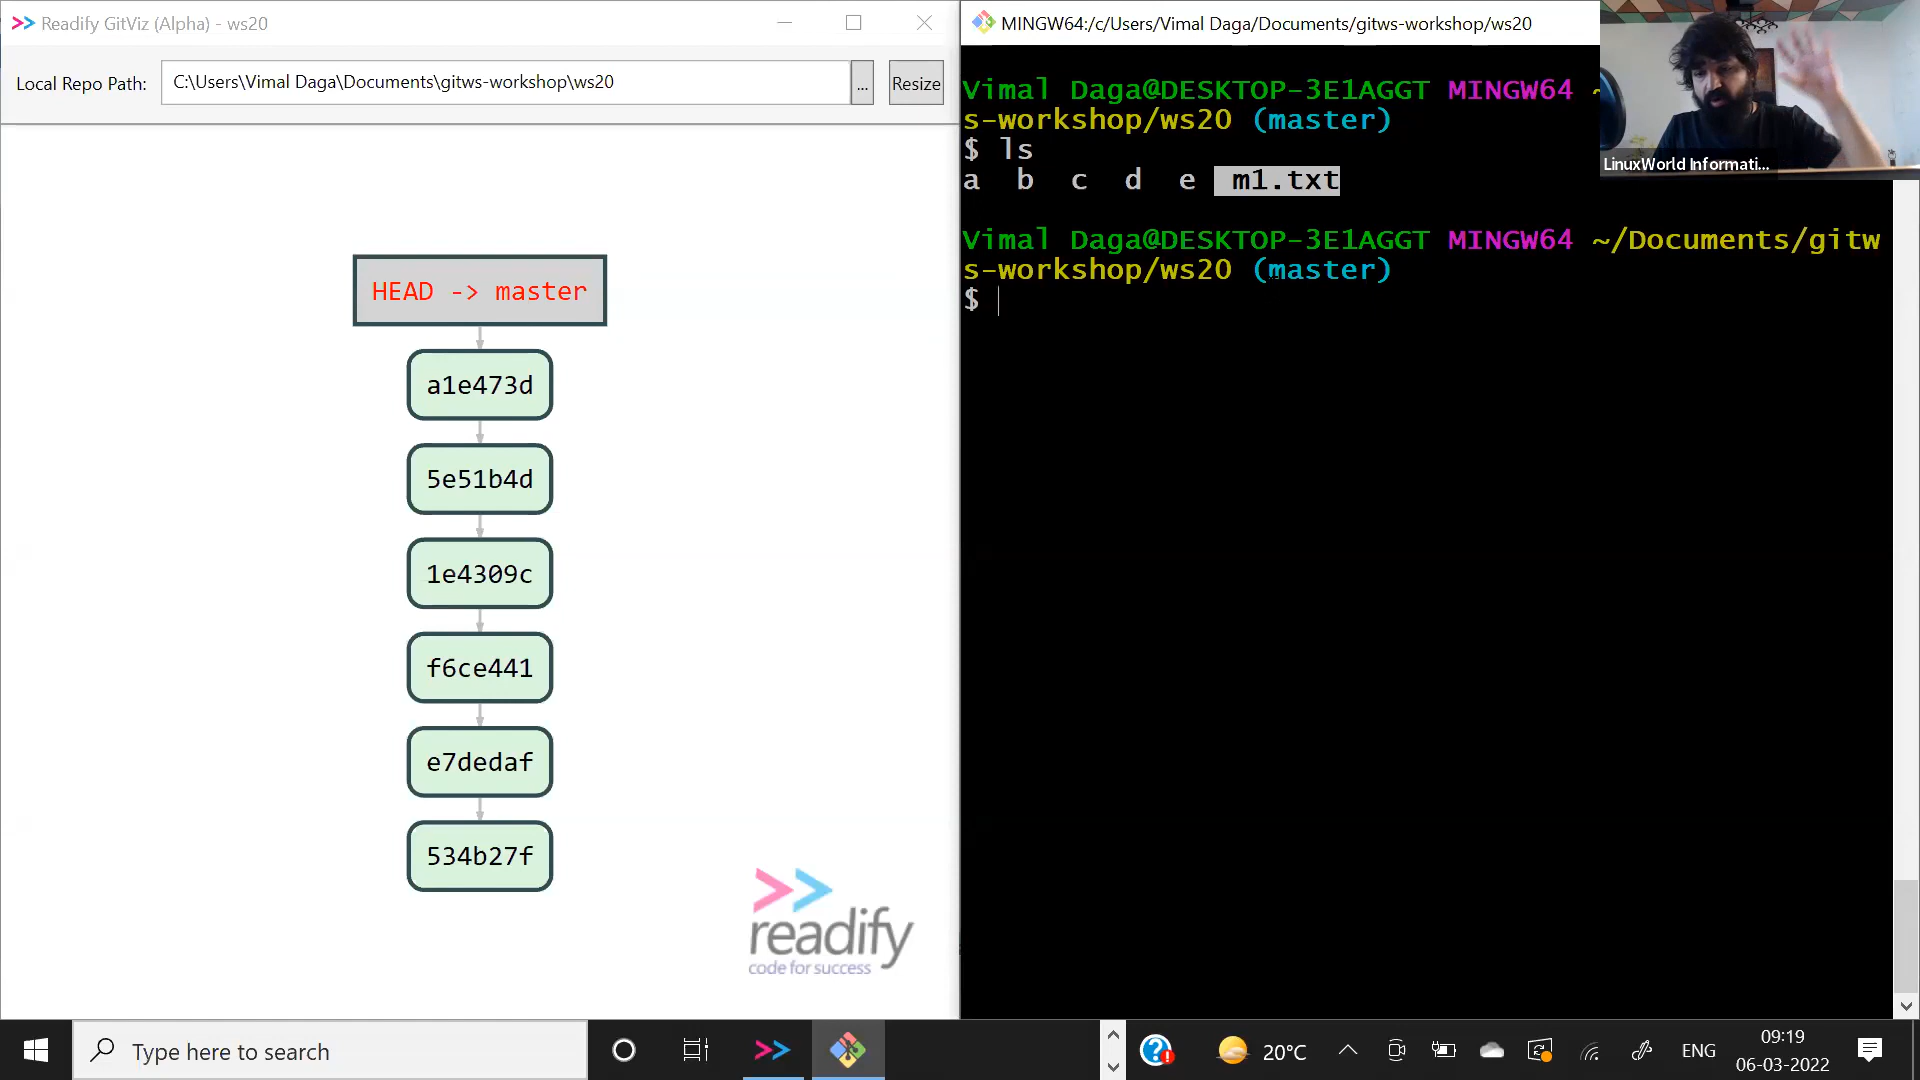 Readify GitViz (Alpha) - ws20
Local Repo Path:
C:\Users\Vimal Daga\Documents\gitws-workshop\ws20
...
Resize
HEAD -> master
a1e473d
5e51b4d
1e4309c
f6ce441
e7dedaf
534b27f
readify
code for success
MINGW64:/c/Users/Vimal Daga/Documents/gitws-workshop/ws20
Vimal Daga@DESKTOP-3E1AGGT MINGW64 ~
s-workshop/ws20 (master)
$ ls
a b c d e m1.txt
Vimal Daga@DESKTOP-3E1AGGT MINGW64 ~/Documents/gitw
s-workshop/ws20 (master)
$
LinuxWorld Informati...
Type here to search
20°C
ENG
09:19
06-03-2022